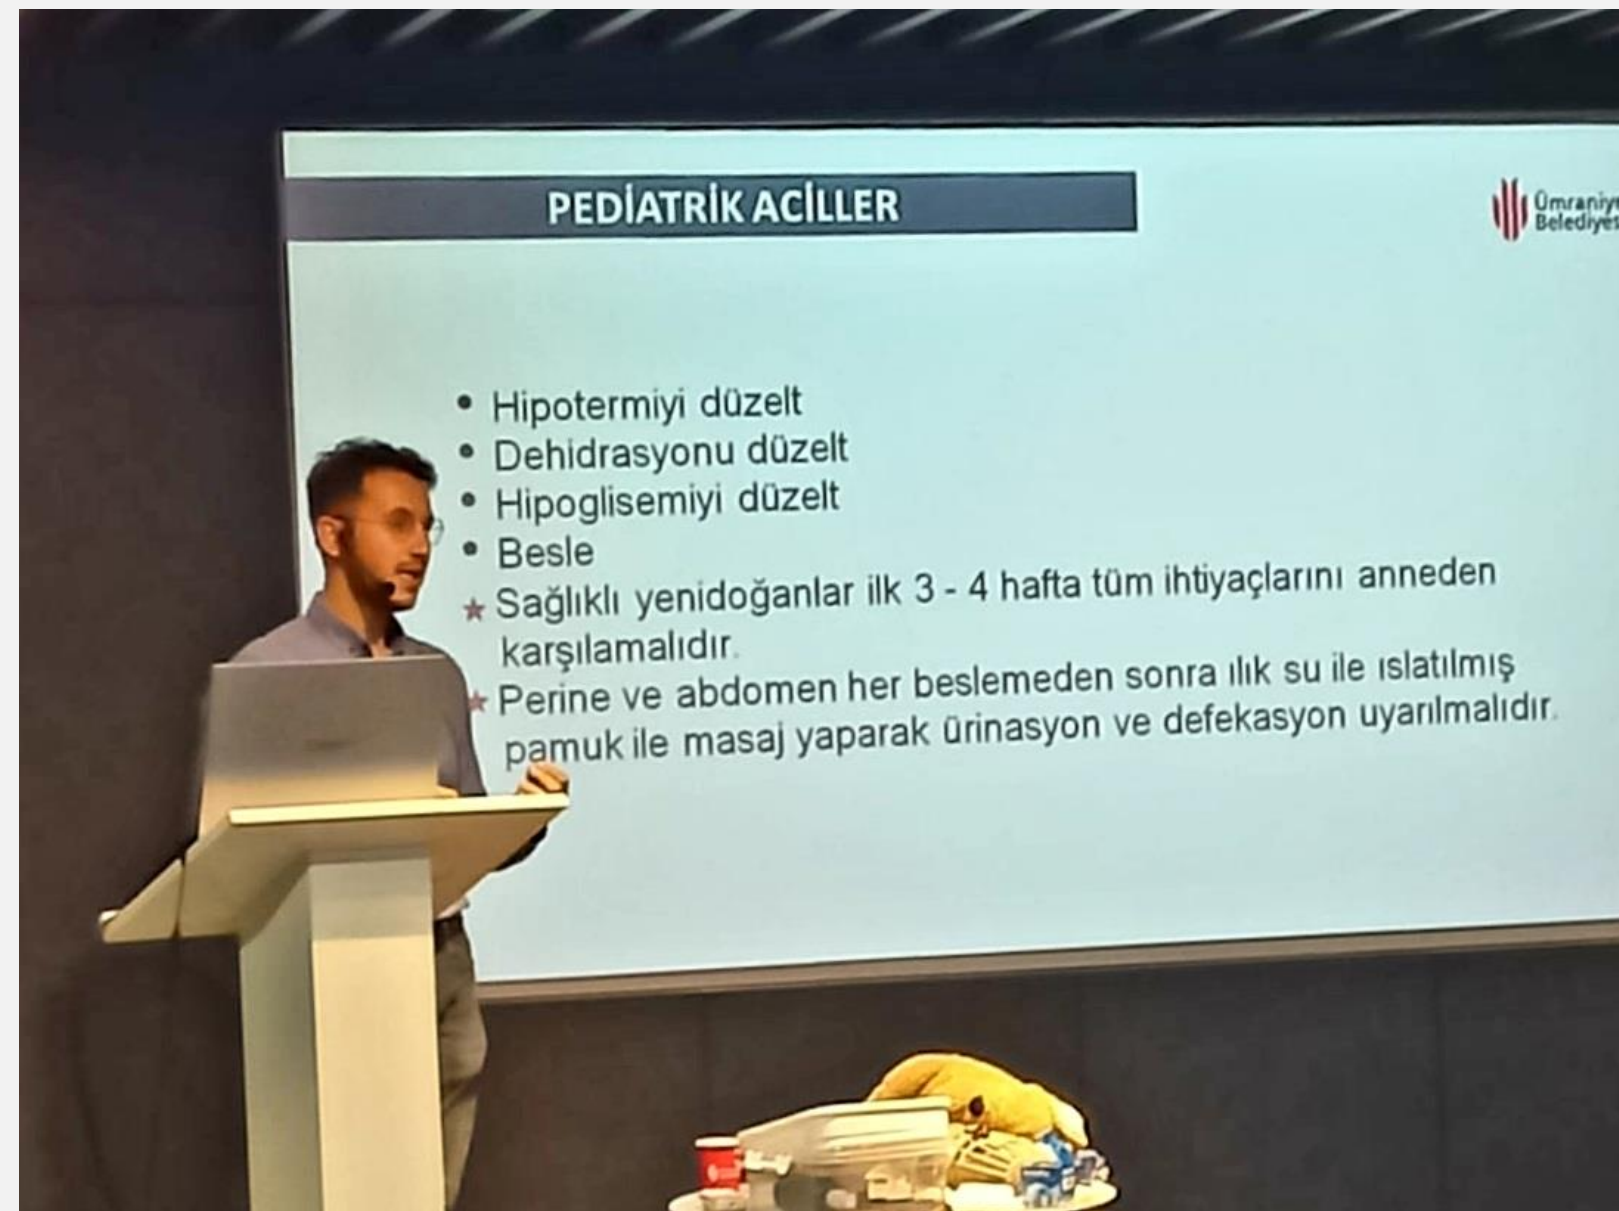 PEDİATRİK ACİLLER
Ümraniye
• Hipotermiyi düzelt
• Dehidrasyonu düzelt
• Hipoglisemiyi düzelt
• Besle
★ Sağlıklı yenidoğanlar ilk 3 - 4 hafta tüm ihtiyaçlarını anneden
karşılamalıdır.
★ Perine ve abdomen her beslemeden sonra ılık su ile ıslatılmış
pamuk ile masaj yaparak ürinasyon ve defekasyon uyarılmalıdır.